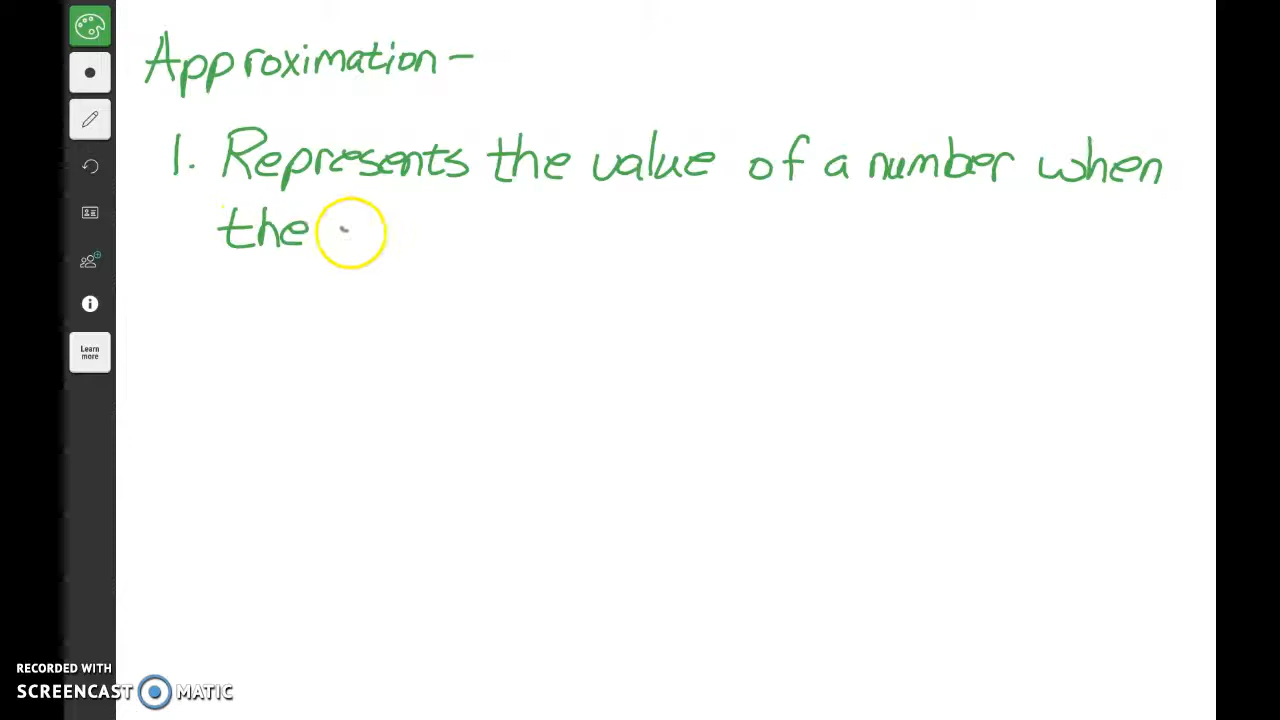 Approximation -
1. Represents the value of a number when
the
Learn
more
RECORDED WITH
SCREENCAST MATIC